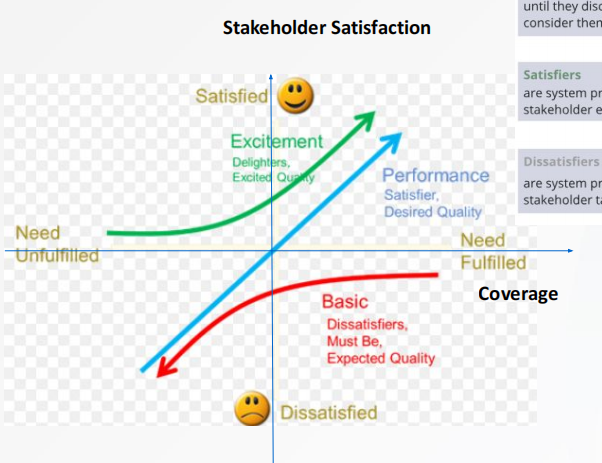 Stakeholder Satisfaction
until they disc
consider them
Satisfiers
are system pr
stakeholder e
Dissatisfiers
are system pr
stakeholder ta
Satisfied
Excitement
Delighters,
Excited Quality
Performance
Satisfier,
Desired Quality
Need
Unfulfilled
Need
Fulfilled
Coverage
Basic
Dissatisfiers,
Must Be,
Expected Quality
Dissatisfied